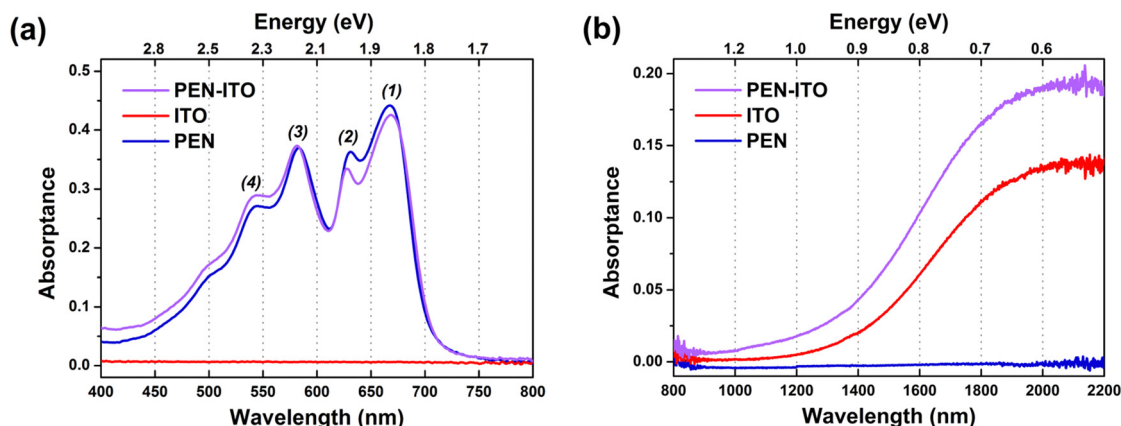 (a)
Energy (eV)
2.8 2.5 2.3 2.1 1.9 1.8 1.7
0.5
0.4
0.3
0.2
0.1
0.0
Absorptance
PEN-ITO
ITO
PEN
(4)
(3)
(2)
(1)
400 450 500 550 600 650 700 750 800
Wavelength (nm)
(b)
Energy (eV)
1.2 1.0 0.9 0.8 0.7 0.6
0.20
0.15
0.10
0.05
0.00
Absorptance
PEN-ITO
ITO
PEN
800 1000 1200 1400 1600 1800 2000 2200
Wavelength (nm)